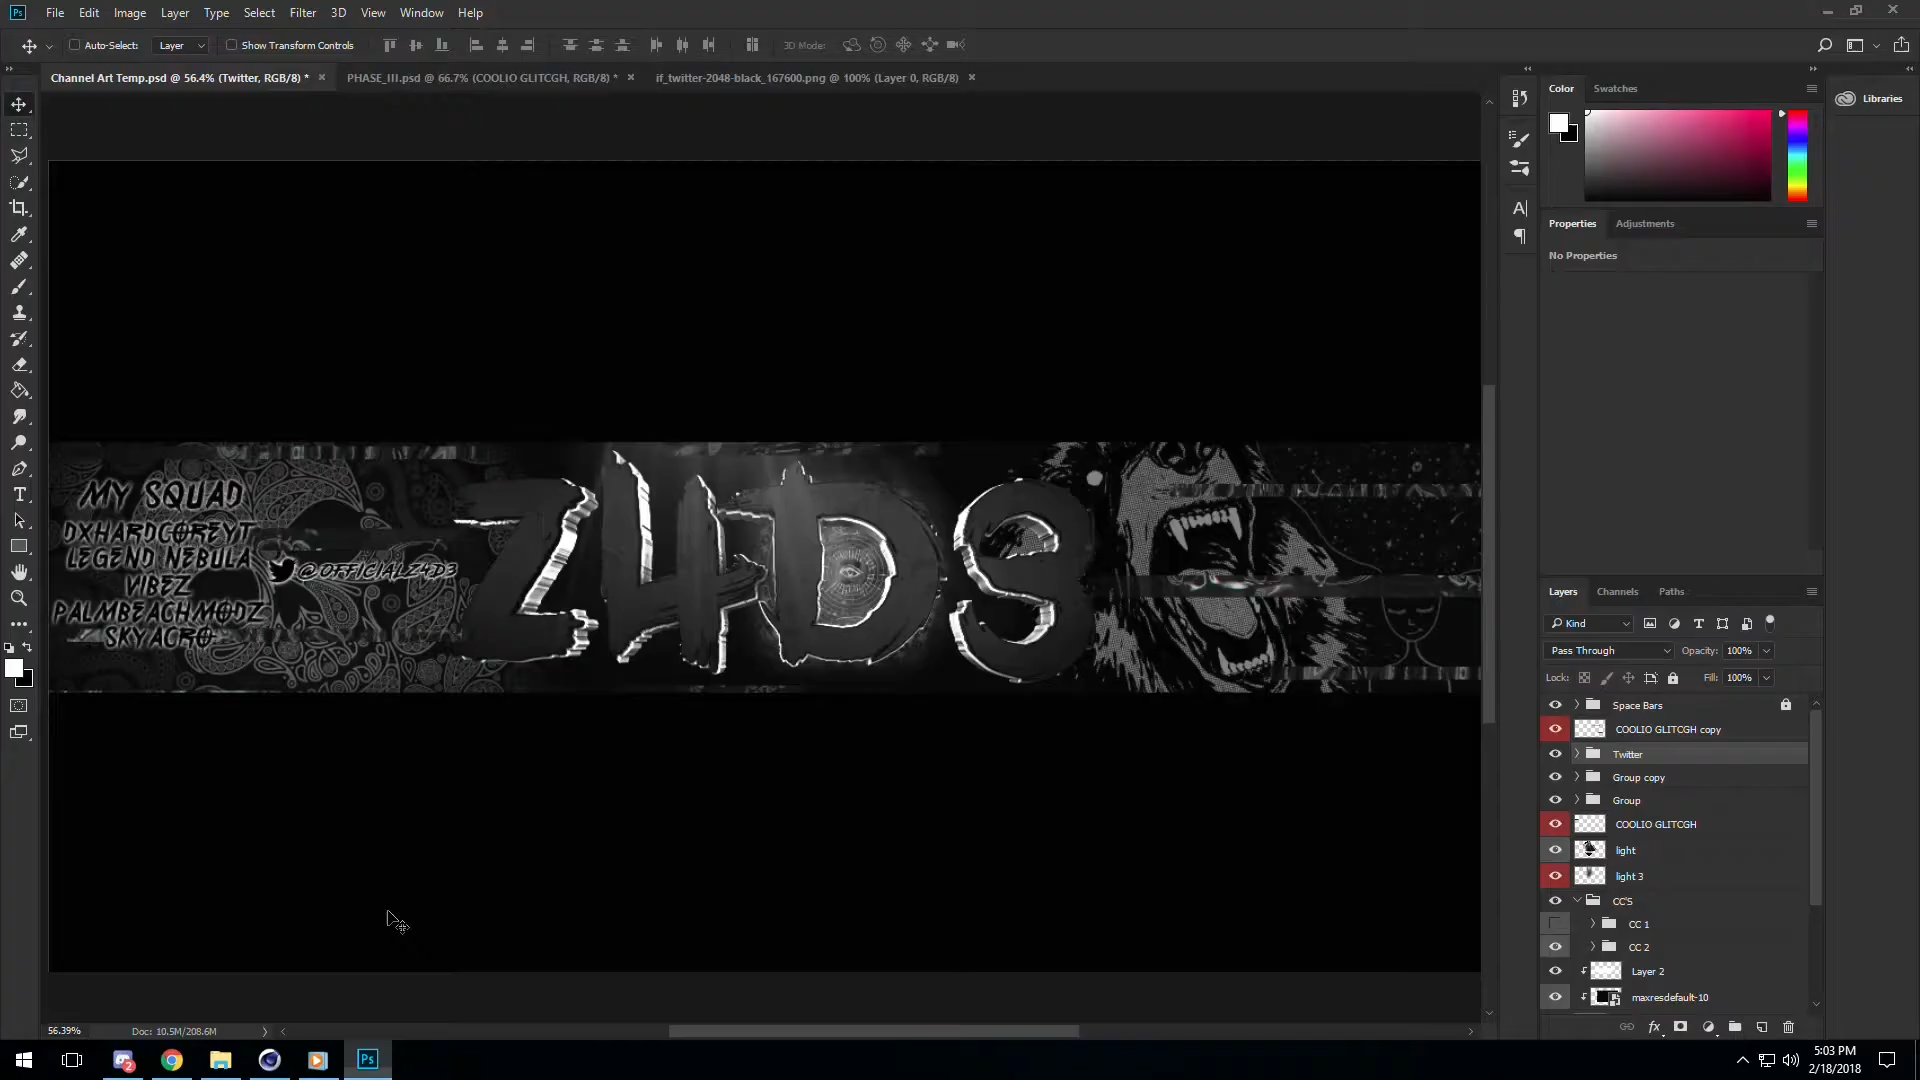 Ps File Edit Image Layer Type Select Filter 3D View Window Help
Auto-Select: Layer Show Transform Controls 3D Mode:
Channel Art Temp.psd @ 56.4% (Twitter, RGB/8) * PHASE_III.psd @ 66.7% (COOLIO GLITCGH, RGB/8) * if_twitter-2048-black_167600.png @ 100% (Layer 0, RGB/8)
Color Swatches
Libraries
Properties Adjustments
No Properties
MY SQUAD
DXHARDCOREYT
LEGEND NEBULA
VIBEZ
PALMBEACHMODZ
SKYACRO
@OFFICIALZ4D3
Z4D3
Layers Channels Paths
Kind
Pass Through Opacity: 100%
Lock: Fill: 100%
Space Bars
COOLIO GLITCGH copy
Twitter
Group copy
Group
COOLIO GLITCGH
light
light 3
CC'S
CC 1
CC 2
Layer 2
maxresdefault-10
56.39% Doc: 10.5M/208.6M
2
Ps
5:03 PM
2/18/2018